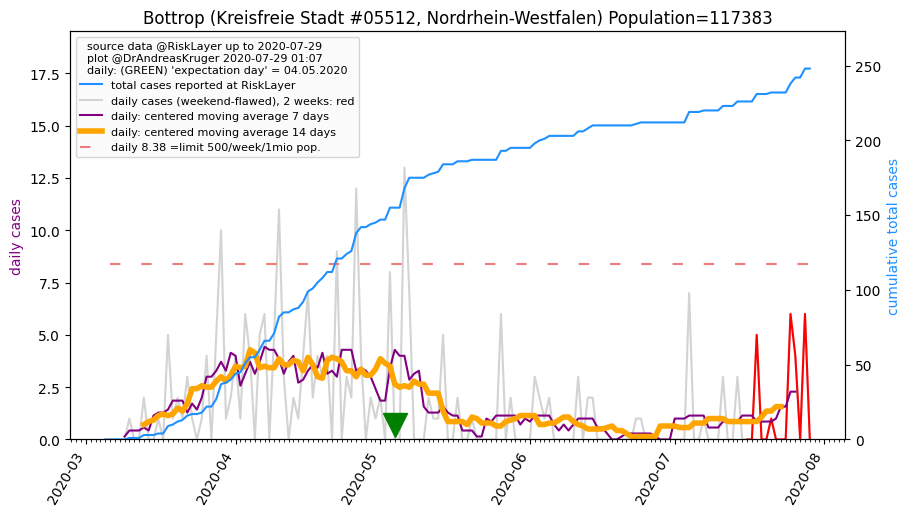 Bottrop (Kreisfreie Stadt #05512, Nordrhein-Westfalen) Population=117383
source data @RiskLayer up to 2020-07-29
plot @DrAndreasKruger 2020-07-29 01:07
daily: (GREEN) 'expectation day' = 04.05.2020
total cases reported at RiskLayer
daily cases (weekend-flawed), 2 weeks: red
daily: centered moving average 7 days
daily: centered moving average 14 days
daily 8.38 =limit 500/week/1mio pop.
daily cases
17.5
15.0
12.5
10.0
7.5
5.0
2.5
0.0
cumulative total cases
250
200
150
100
50
0
2020-03
2020-04
2020-05
2020-06
2020-07
2020-08